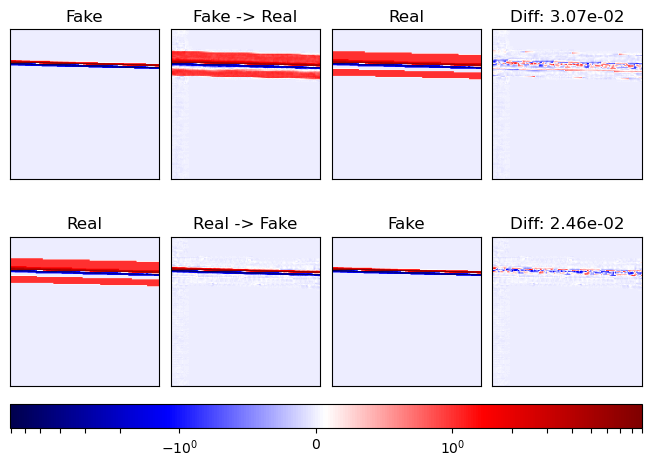 Fake Fake -> Real Real Diff: 3.07e-02
Real Real -> Fake Fake Diff: 2.46e-02
−10⁰ 0 10⁰